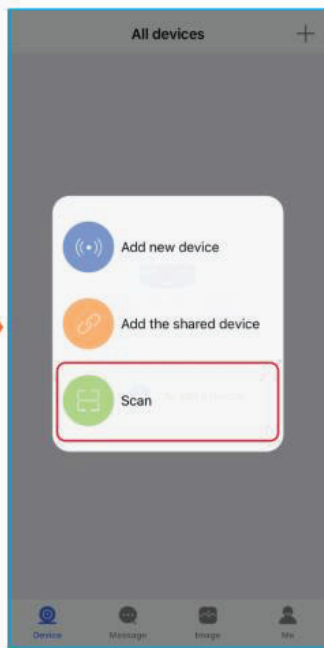 All devices
Add new device
Add the shared device
Scan
Device
Message
Image
Me